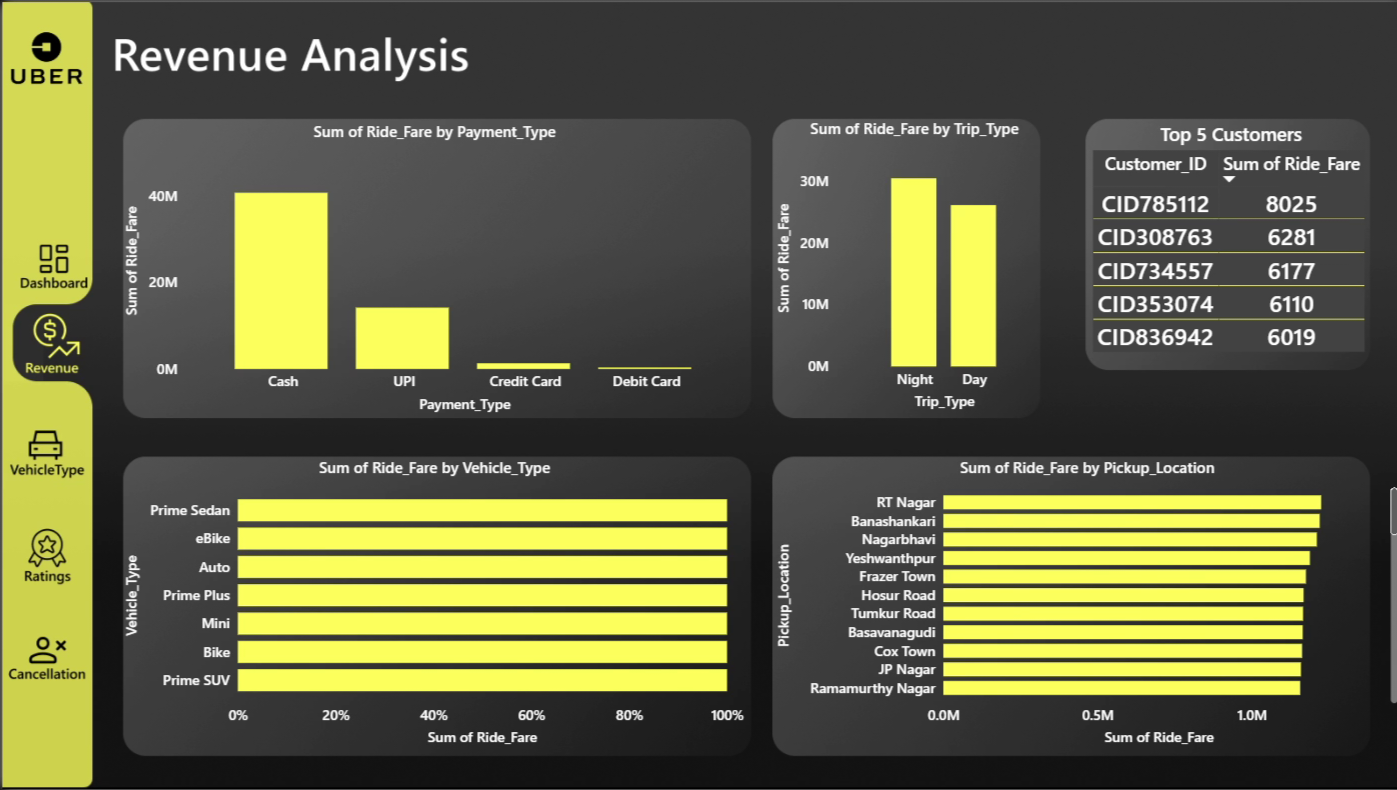 UBER
Revenue Analysis
Dashboard
Revenue
VehicleType
Ratings
Cancellation
Sum of Ride_Fare by Payment_Type
Sum of Ride_Fare
40M
20M
0M
Cash UPI Credit Card Debit Card
Payment_Type
Sum of Ride_Fare by Trip_Type
Sum of Ride_Fare
30M
20M
10M
0M
Night Day
Trip_Type
Top 5 Customers
Customer_ID Sum of Ride_Fare
CID785112 8025
CID308763 6281
CID734557 6177
CID353074 6110
CID836942 6019
Sum of Ride_Fare by Vehicle_Type
Vehicle_Type
Prime Sedan
eBike
Auto
Prime Plus
Mini
Bike
Prime SUV
0% 20% 40% 60% 80% 100%
Sum of Ride_Fare
Sum of Ride_Fare by Pickup_Location
Pickup_Location
RT Nagar
Banashankari
Nagarbhavi
Yeshwanthpur
Frazer Town
Hosur Road
Tumkur Road
Basavanagudi
Cox Town
JP Nagar
Ramamurthy Nagar
0.0M 0.5M 1.0M
Sum of Ride_Fare